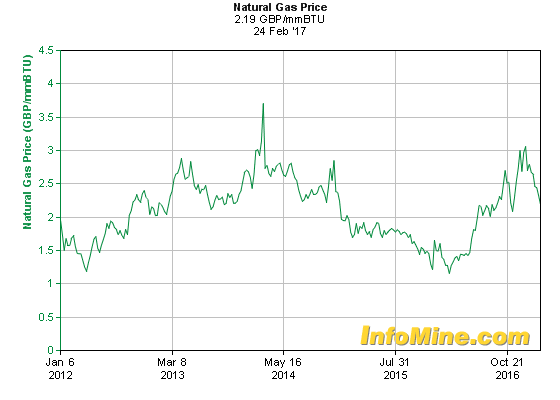 Natural Gas Price
2.19 GBP/mmBTU
24 Feb '17
Natural Gas Price (GBP/mmBTU)
4.5
4
3.5
3
2.5
2
1.5
1
0.5
0
InfoMine.com
Jan 6 Mar 8 May 16 Jul 31 Oct 21
2012 2013 2014 2015 2016